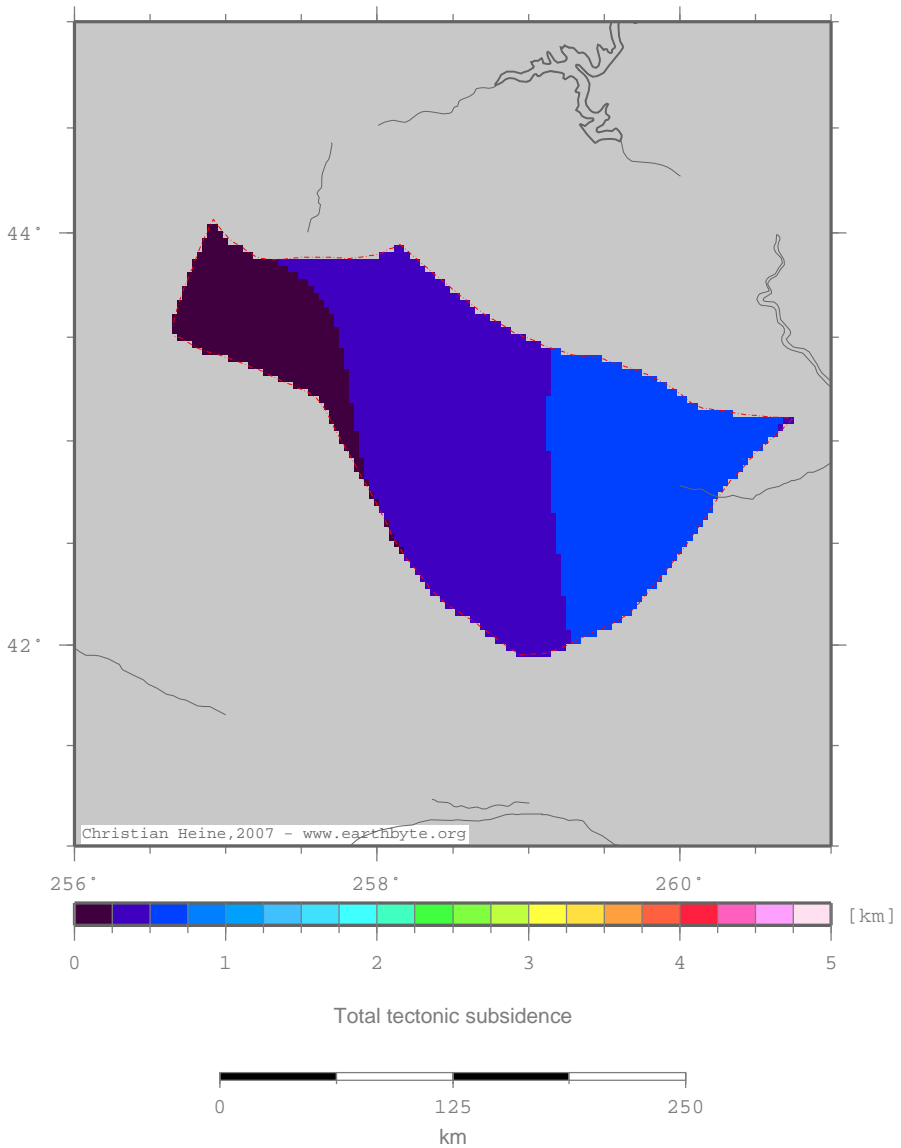 44°
42°
Christian Heine,2007 - www.earthbyte.org
256° 258° 260°
[km]
0 1 2 3 4 5
Total tectonic subsidence
0 125 250
km